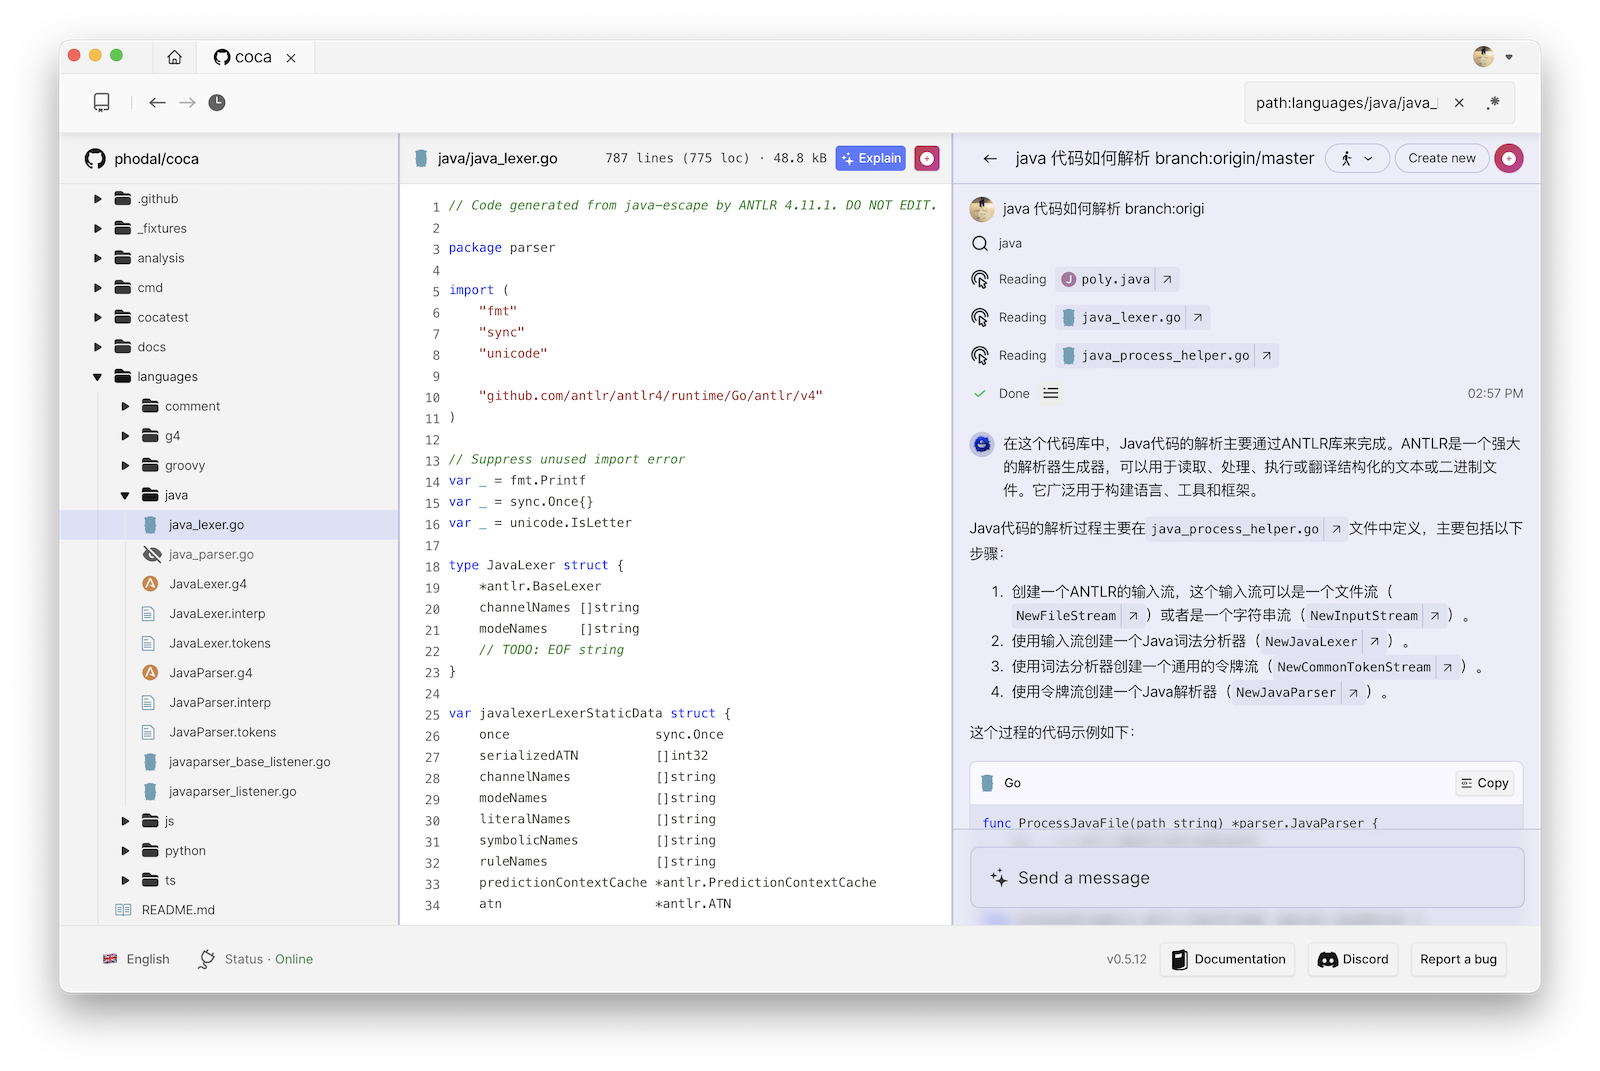 coca
path:languages/java/java_
phodal/coca
.github
_fixtures
analysis
cmd
cocatest
docs
languages
comment
g4
groovy
java
java_lexer.go
java_parser.go
JavaLexer.g4
JavaLexer.interp
JavaLexer.tokens
JavaParser.g4
JavaParser.interp
JavaParser.tokens
javaparser_base_listener.go
javaparser_listener.go
js
python
ts
README.md
java/java_lexer.go 787 lines (775 loc) · 48.8 kB Explain
1 // Code generated from java-escape by ANTLR 4.11.1. DO NOT EDIT.
2
3 package parser
4
5 import (
6 "fmt"
7 "sync"
8 "unicode"
9
10 "github.com/antlr/antlr4/runtime/Go/antlr/v4"
11 )
12
13 // Suppress unused import error
14 var _ = fmt.Printf
15 var _ = sync.Once{}
16 var _ = unicode.IsLetter
17
18 type JavaLexer struct {
19 *antlr.BaseLexer
20 channelNames []string
21 modeNames []string
22 // TODO: EOF string
23 }
24
25 var javalexerLexerStaticData struct {
26 once sync.Once
27 serializedATN []int32
28 channelNames []string
29 modeNames []string
30 literalNames []string
31 symbolicNames []string
32 ruleNames []string
33 predictionContextCache *antlr.PredictionContextCache
34 atn *antlr.ATN
java 代码如何解析 branch:origin/master Create new
java 代码如何解析 branch:origi
java
Reading poly.java
Reading java_lexer.go
Reading java_process_helper.go
Done 02:57 PM
在这个代码库中，Java代码的解析主要通过ANTLR库来完成。ANTLR是一个强大
的解析器生成器，可以用于读取、处理、执行或翻译结构化的文本或二进制文
件。它广泛用于构建语言、工具和框架。
Java代码的解析过程主要在 java_process_helper.go 文件中定义，主要包括以下
步骤：
1. 创建一个ANTLR的输入流，这个输入流可以是一个文件流（
NewFileStream ）或者是一个字符串流（ NewInputStream ）。
2. 使用输入流创建一个Java词法分析器（ NewJavaLexer ）。
3. 使用词法分析器创建一个通用的令牌流（ NewCommonTokenStream ）。
4. 使用令牌流创建一个Java解析器（ NewJavaParser ）。
这个过程的代码示例如下：
Go Copy
func ProcessJavaFile(path string) *parser.JavaParser {
Send a message
English Status · Online
v0.5.12 Documentation Discord Report a bug